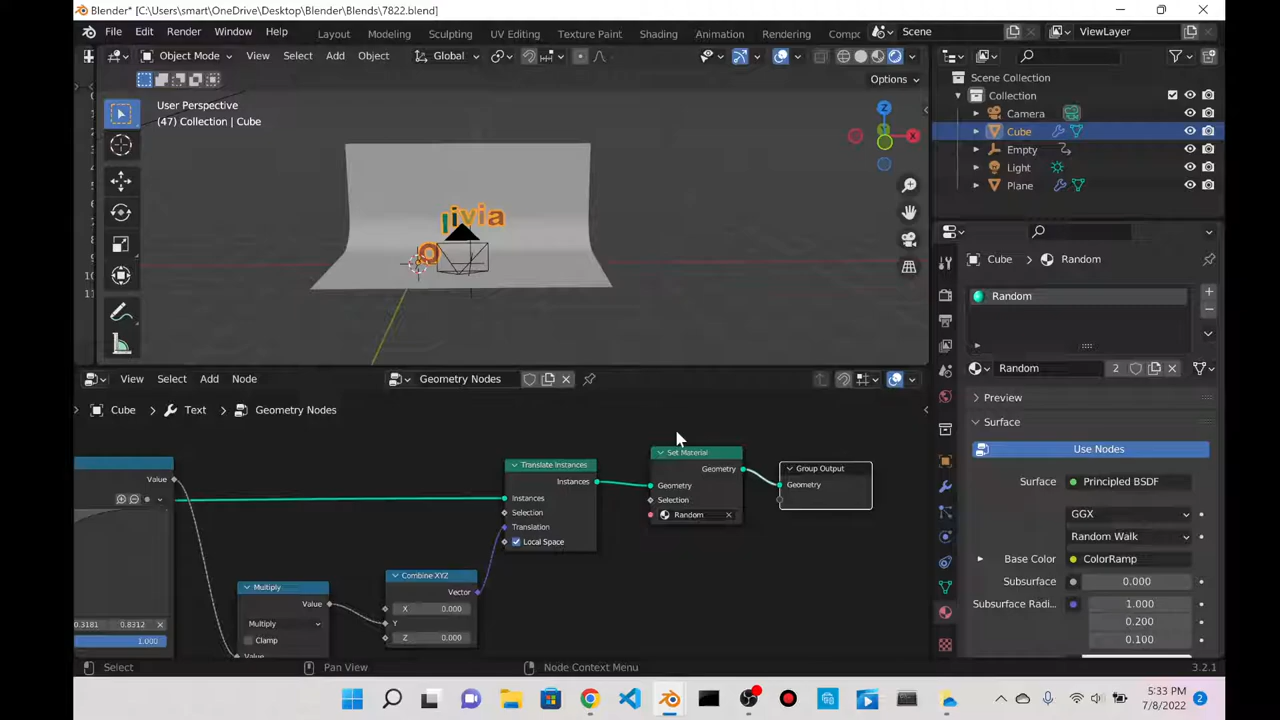 Blender* [C:\Users\smart\OneDrive\Desktop\Blender\Blends\7822.blend]
File Edit Render Window Help Layout Modeling Sculpting UV Editing Texture Paint Shading Animation Rendering Comp Scene ViewLayer
Object Mode View Select Add Object Global
Options
User Perspective
(47) Collection | Cube
Z
X
olivia
Scene Collection
Collection
Camera
Cube
Empty
Light
Plane
Cube Random
Random
Random 2
Preview
Surface
Use Nodes
Surface Principled BSDF
GGX
Random Walk
Base Color ColorRamp
Subsurface 0.000
Subsurface Radi... 1.000
0.200
0.100
View Select Add Node Geometry Nodes
Cube Text Geometry Nodes
Value
0.3181 0.8312
1.000
Multiply
Value
Multiply
Clamp
Value
Combine XYZ
Vector
X 0.000
Y
Z 0.000
Translate Instances
Instances
Instances
Selection
Translation
Local Space
Set Material
Geometry
Geometry
Selection
Random
Group Output
Geometry
Select Pan View Node Context Menu 3.2.1
5:33 PM
7/8/2022
2